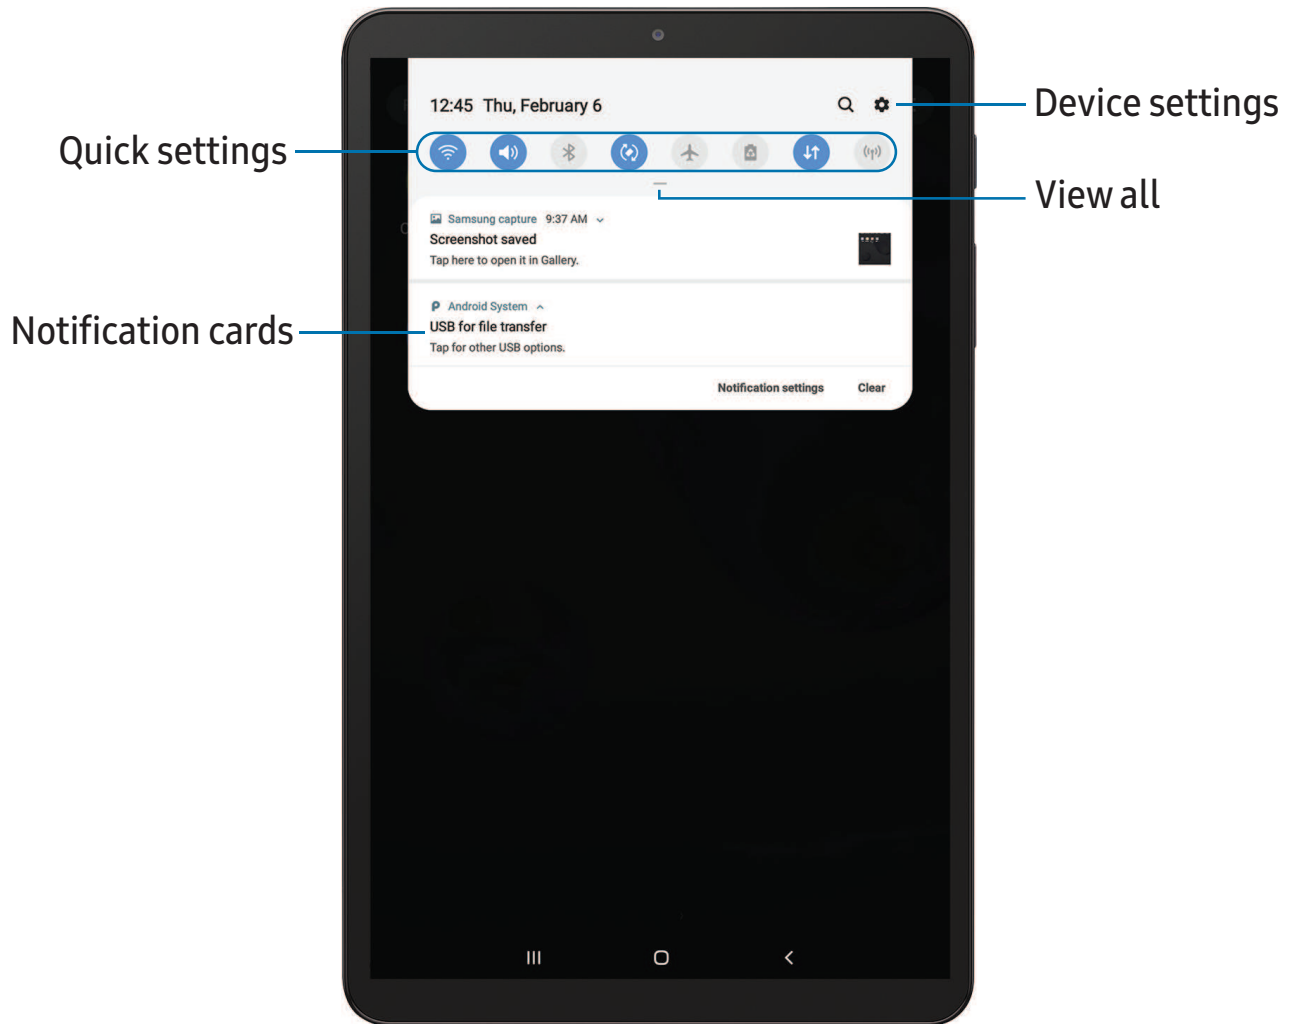 12:45 Thu, February 6
Device settings
Quick settings
View all
Samsung capture 9:37 AM
Screenshot saved
Tap here to open it in Gallery.
Android System
USB for file transfer
Tap for other USB options.
Notification cards
Notification settings Clear